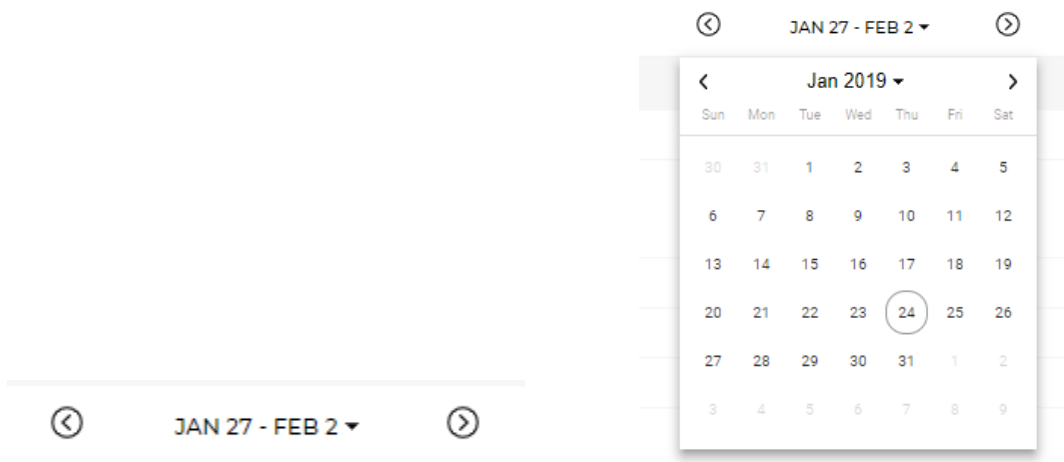 JAN 27 - FEB 2
JAN 27 - FEB 2
Jan 2019
Sun Mon Tue Wed Thu Fri Sat
30 31 1 2 3 4 5
6 7 8 9 10 11 12
13 14 15 16 17 18 19
20 21 22 23 24 25 26
27 28 29 30 31 1 2
3 4 5 6 7 8 9